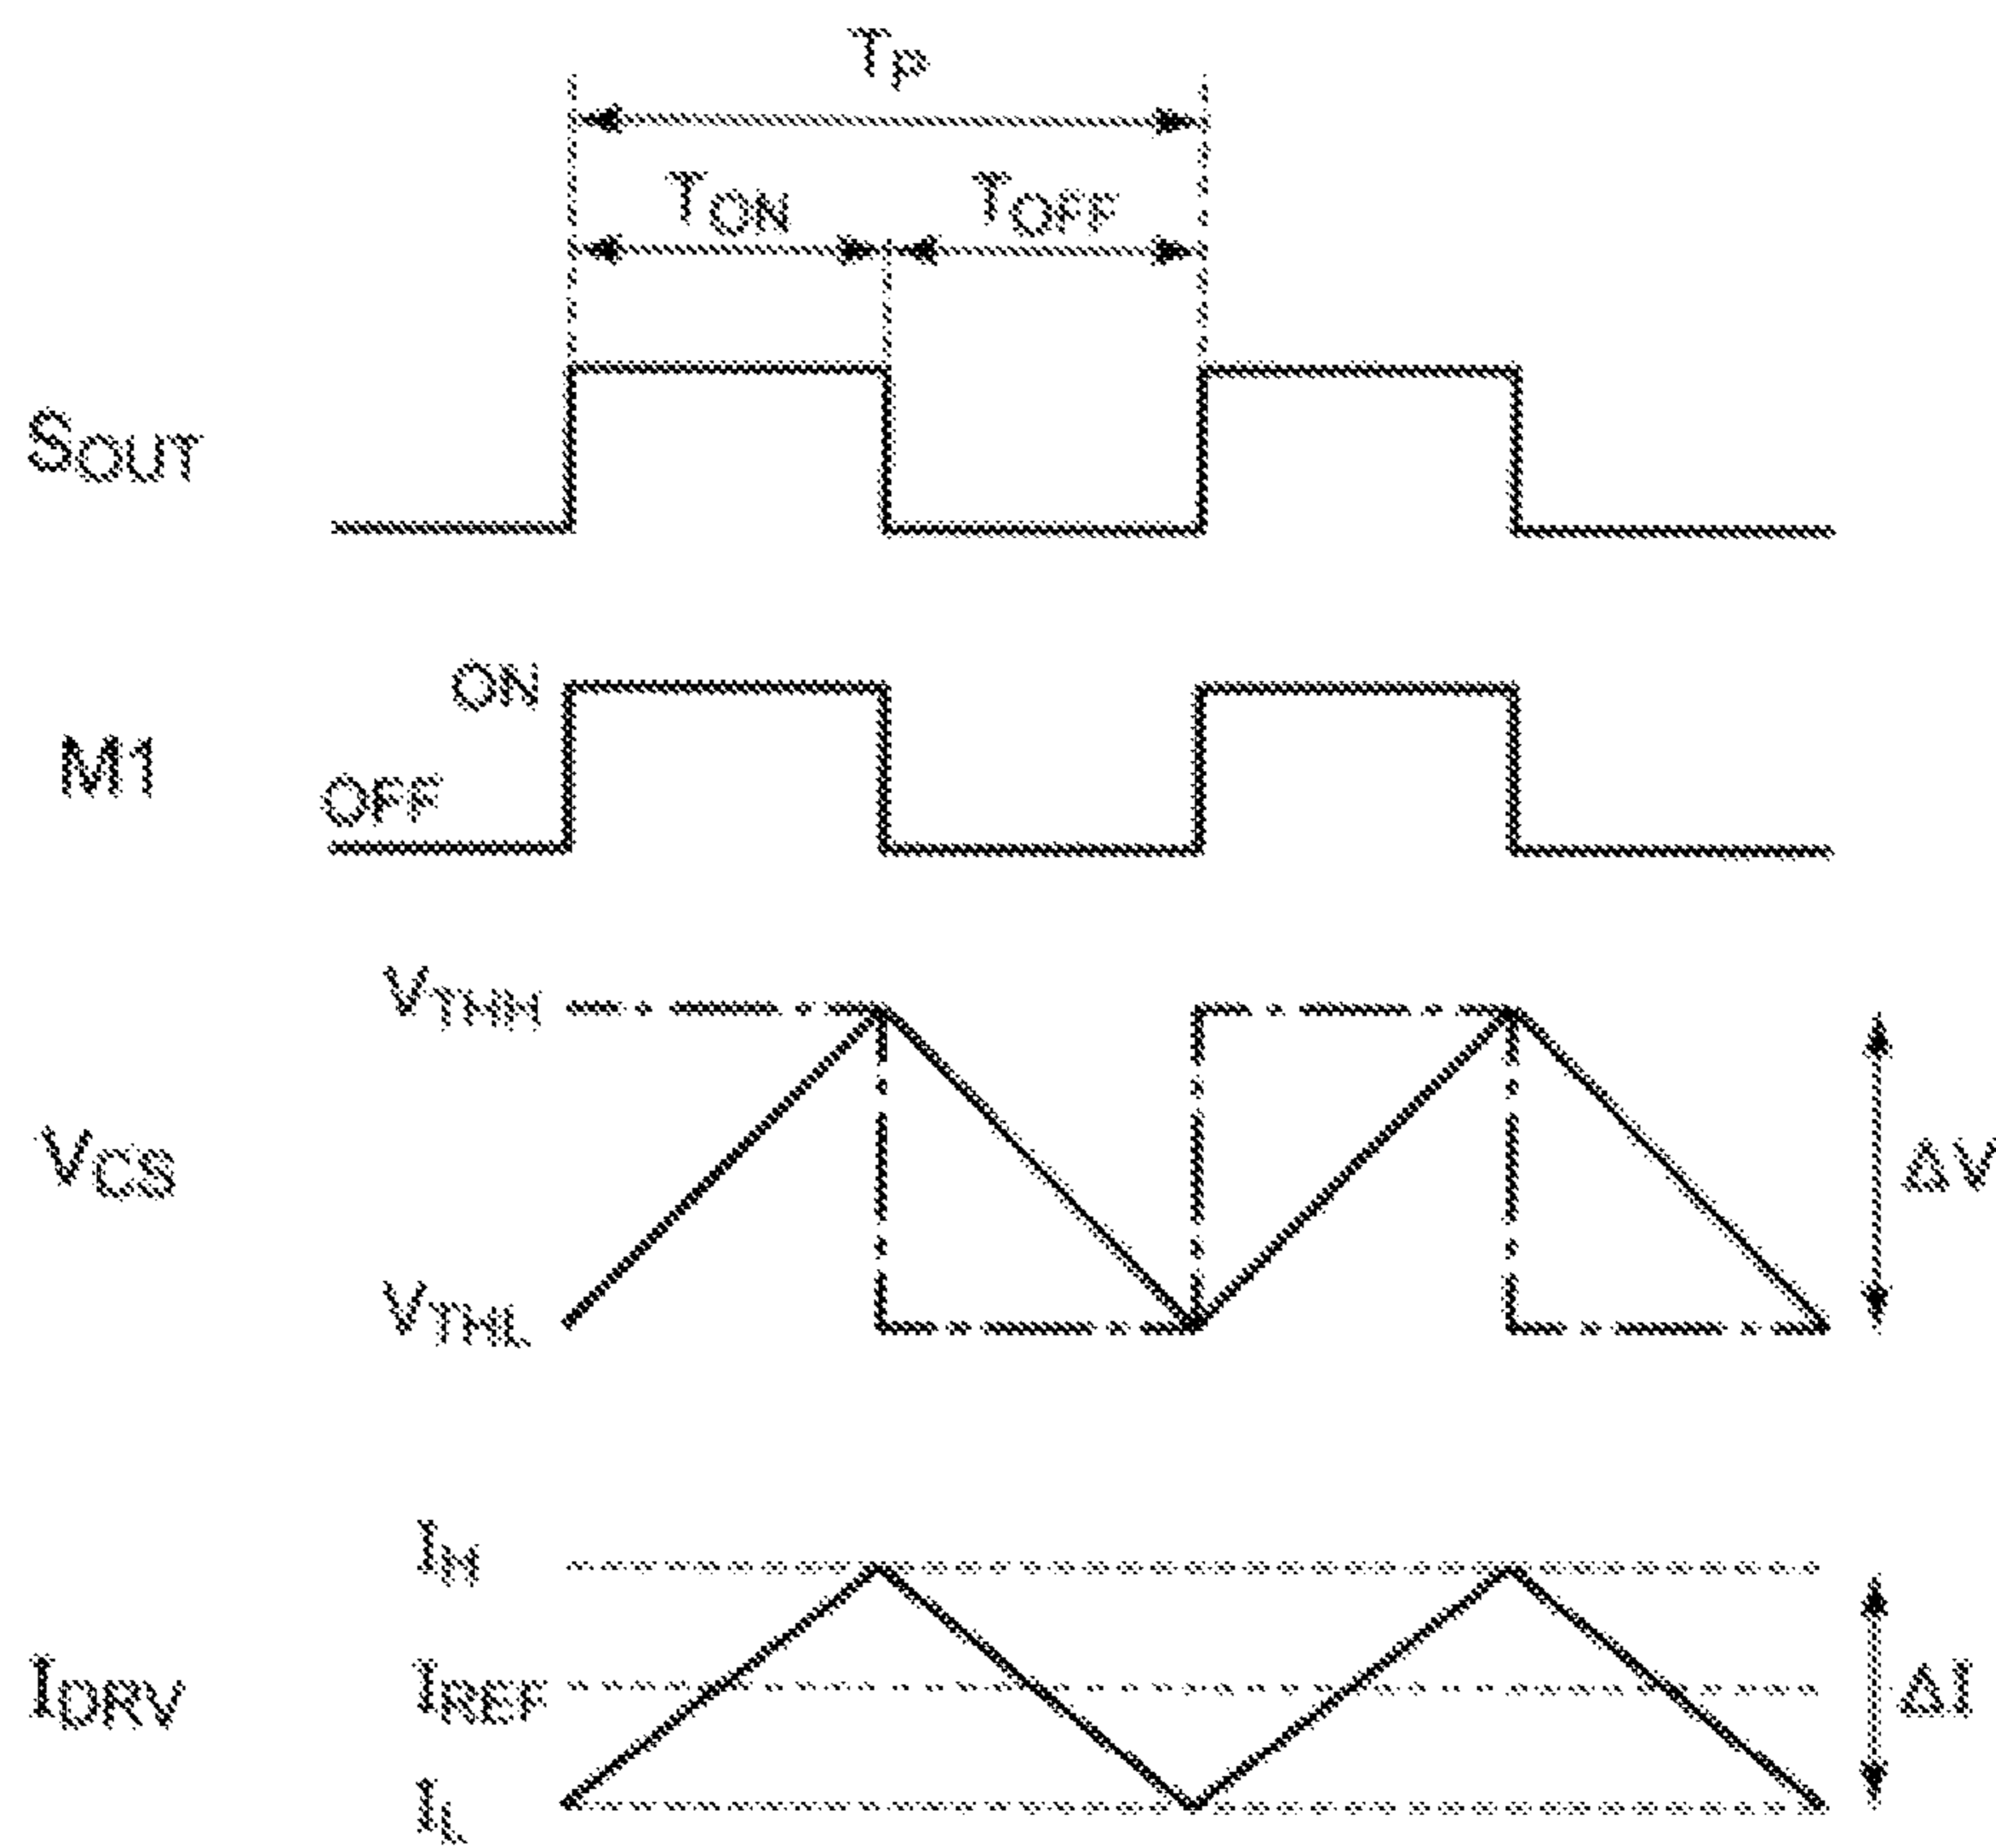 TP
TON TOFF
SOUT
ON
M1
OFF
VTHH
VCS
ΔV
VTHL
IH
IDRV
IREF
ΔI
IL